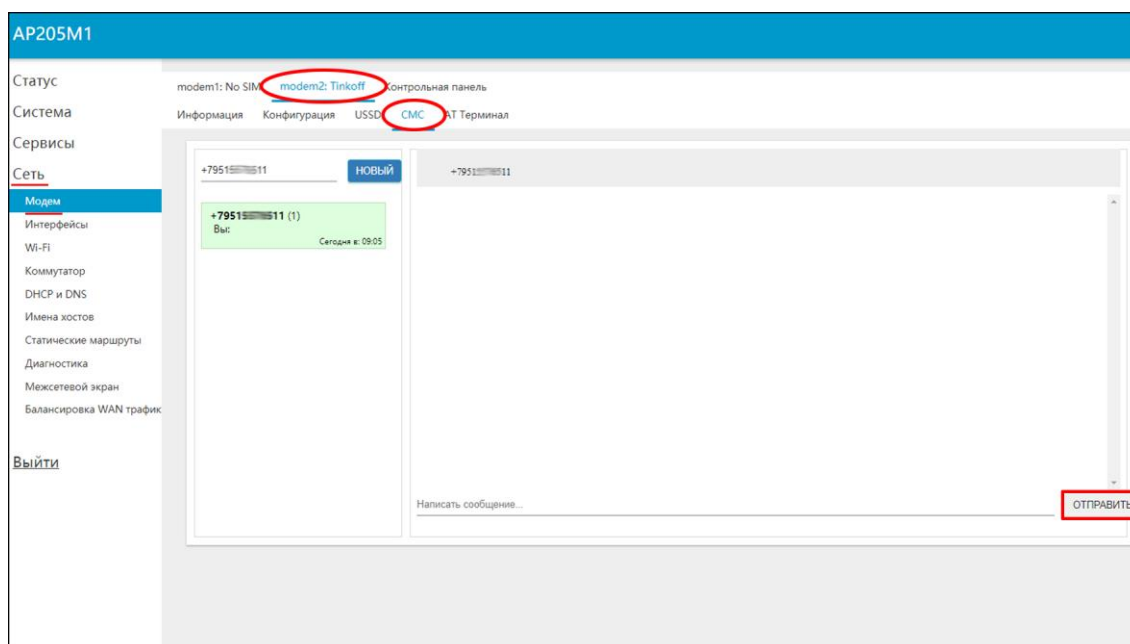 AP205M1
Статус
Система
Сервисы
Сеть
Модем
Интерфейсы
Wi-Fi
Коммутатор
DHCP и DNS
Имена хостов
Статические маршруты
Диагностика
Межсетевой экран
Балансировка WAN трафик
Выйти
modem1: No SIM modem2: Tinkoff Контрольная панель
Информация Конфигурация USSD СМС AT Терминал
НОВЫЙ
(1)
Вы:
Сегодня в: 09:05
Написать сообщение...
ОТПРАВИТЬ